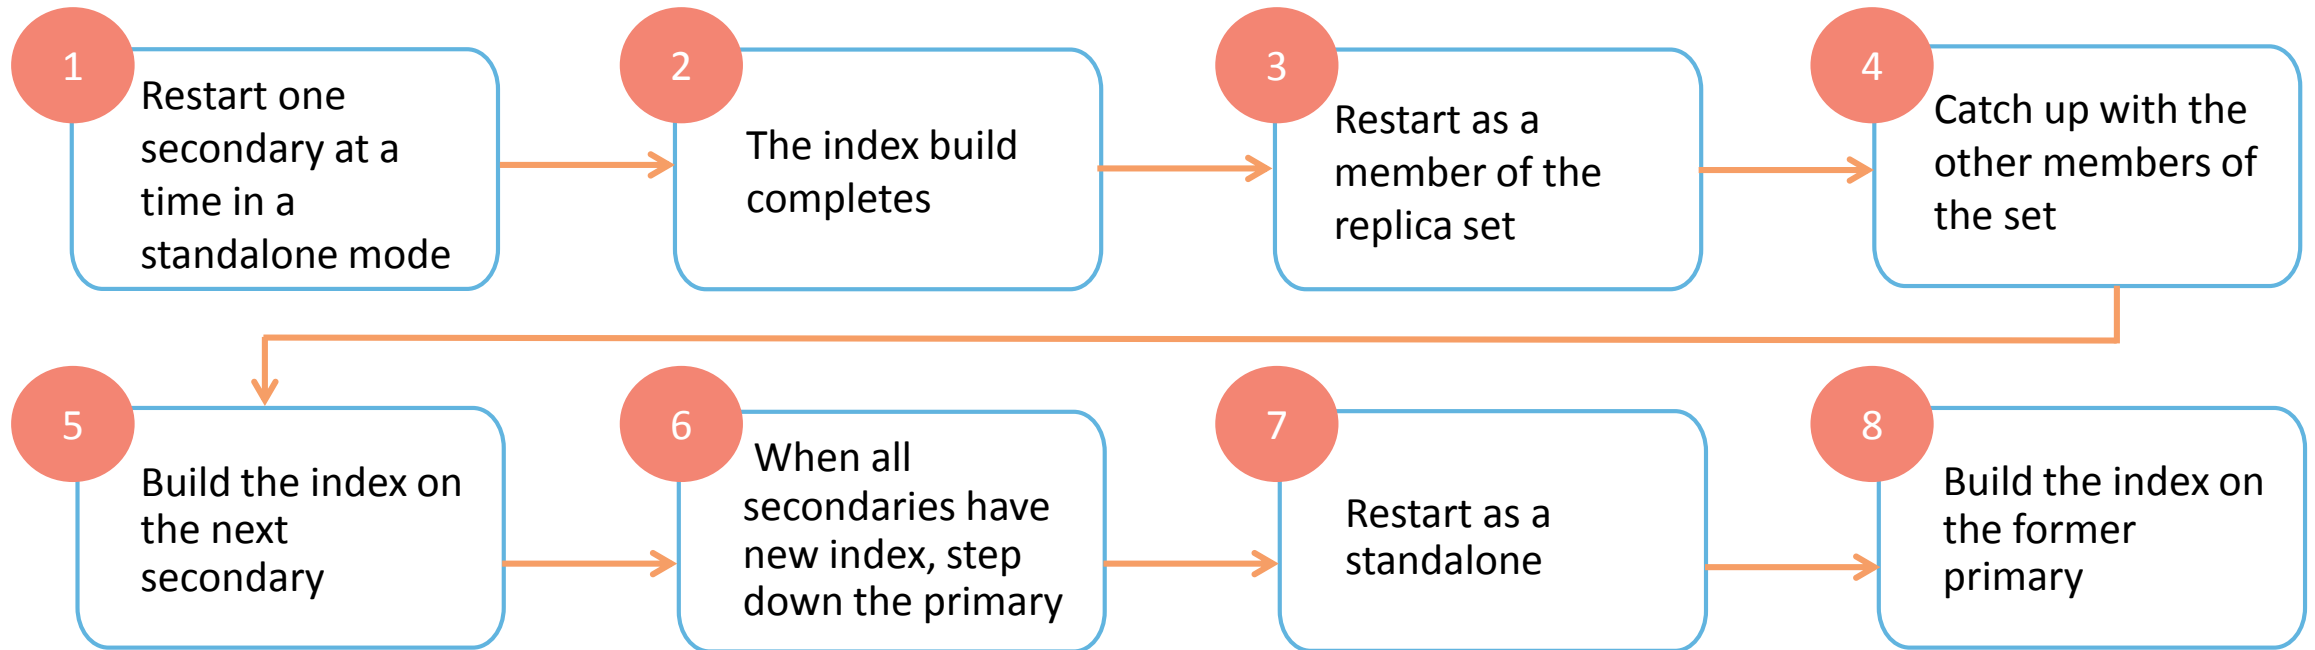 1
Restart one
secondary at a
time in a
standalone mode
2
The index build
completes
3
Restart as a
member of the
replica set
4
Catch up with the
other members of
the set
5
Build the index on
the next
secondary
6
When all
secondaries have
new index, step
down the primary
7
Restart as a
standalone
8
Build the index on
the former
primary